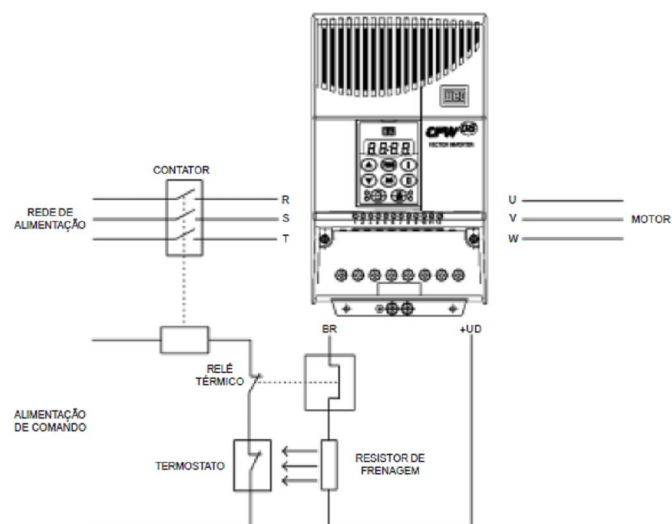 WEG
CFW08
VECTOR INVERTER
CONTATOR
REDE DE
ALIMENTAÇÃO
R
S
T
U
V
W
MOTOR
BR
+UD
RELÉ
TÉRMICO
ALIMENTAÇÃO
DE COMANDO
TERMOSTATO
RESISTOR DE
FRENAGEM